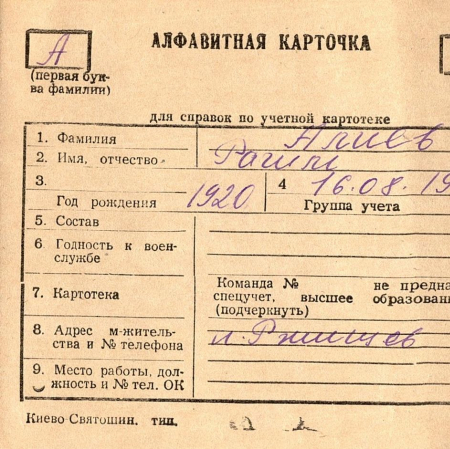 А
АЛФАВИТНАЯ КАРТОЧКА
(первая бук-
ва фамилии)
для справок по учетной картотеке
1. Фамилия Алиев
2. Имя, отчество Рагим
3.
Год рождения 1920
4 16.08.19
Группа учета
5. Состав
6. Годность к воен-
службе
7. Картотека
Команда № не предна
спецучет, высшее образован
(подчеркнуть)
8. Адрес м-житель-
ства и № телефона
л. Ржищев
9. Место работы, дол-
жность и № тел. ОК
Киево-Святошин. тип.